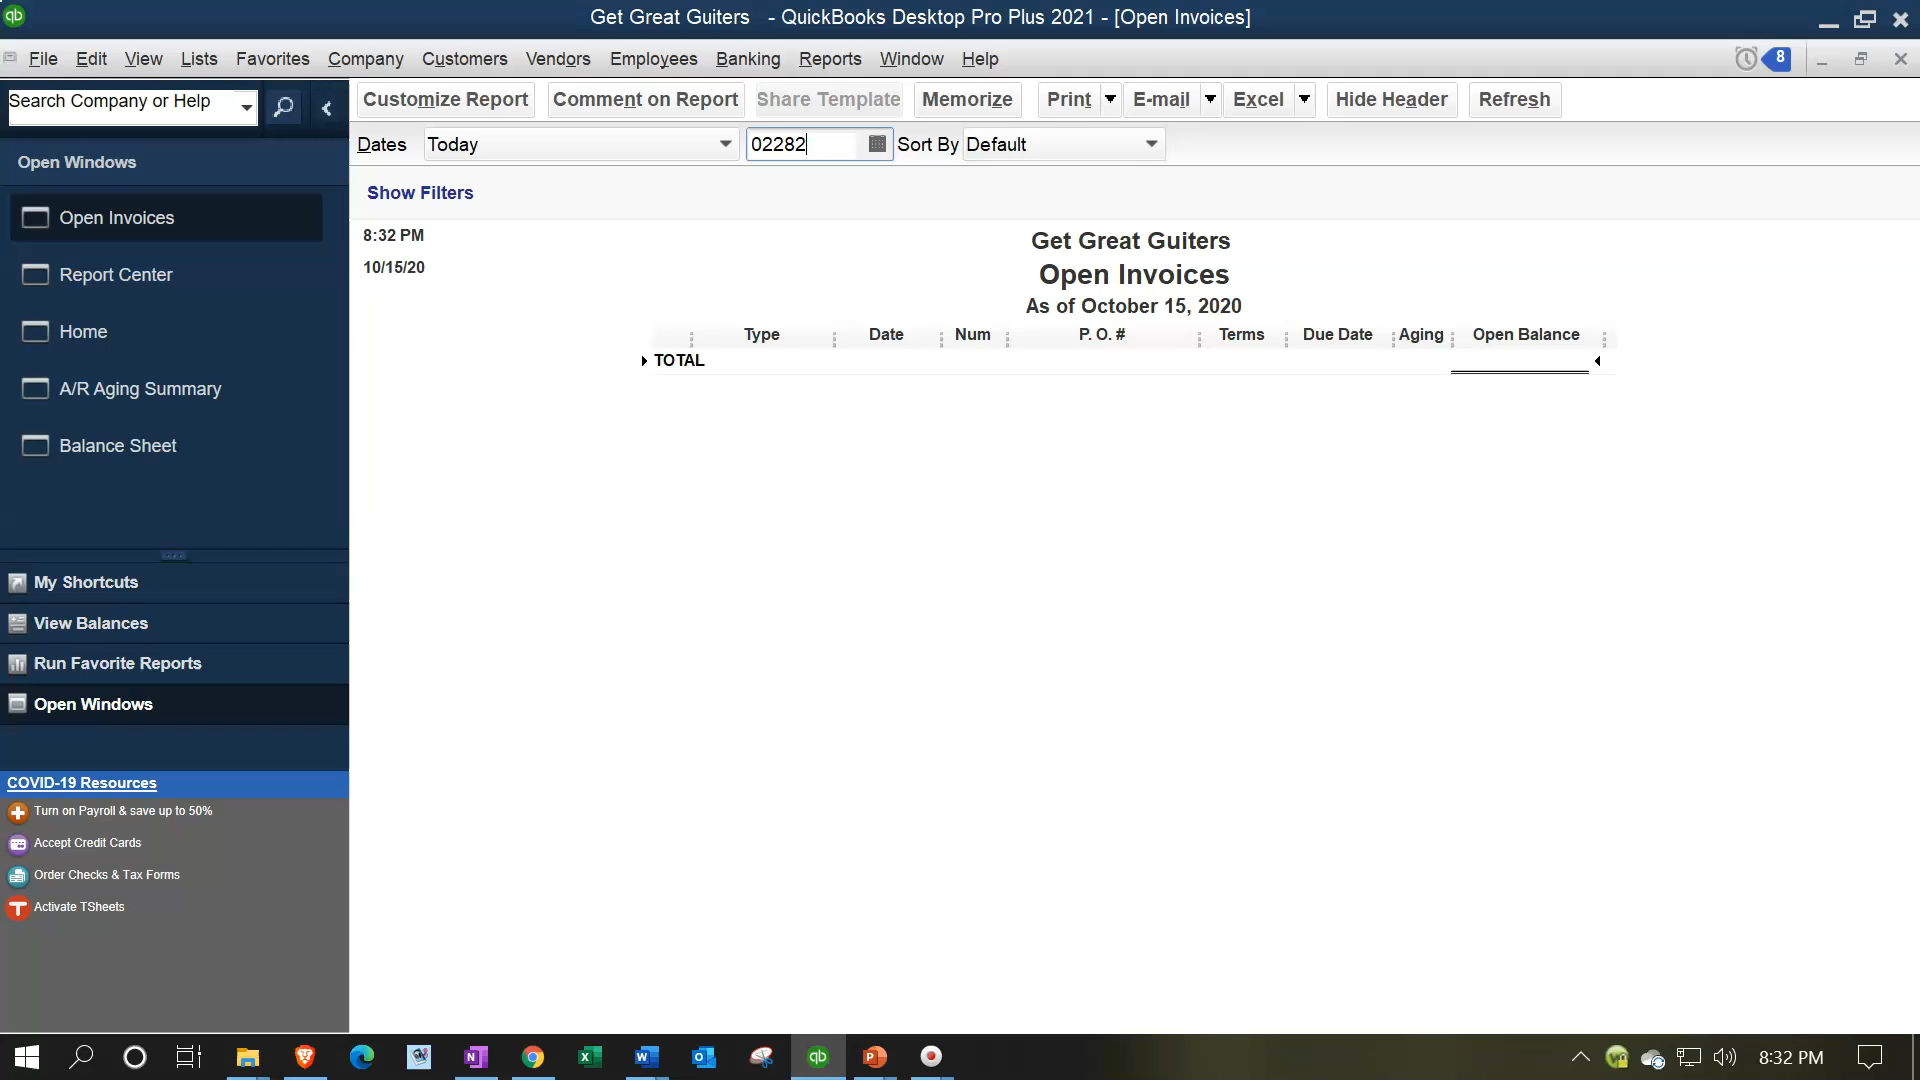 Get Great Guiters - QuickBooks Desktop Pro Plus 2021 - [Open Invoices]
File Edit View Lists Favorites Company Customers Vendors Employees Banking Reports Window Help 8
Search Company or Help
Customize Report Comment on Report Share Template Memorize Print E-mail Excel Hide Header Refresh
Dates Today 02282 Sort By Default
Open Windows
Show Filters
Open Invoices
Report Center
Home
A/R Aging Summary
Balance Sheet
8:32 PM
10/15/20
Get Great Guiters
Open Invoices
As of October 15, 2020
Type Date Num P. O. # Terms Due Date Aging Open Balance
TOTAL
My Shortcuts
View Balances
Run Favorite Reports
Open Windows
COVID-19 Resources
Turn on Payroll & save up to 50%
Accept Credit Cards
Order Checks & Tax Forms
Activate TSheets
8:32 PM